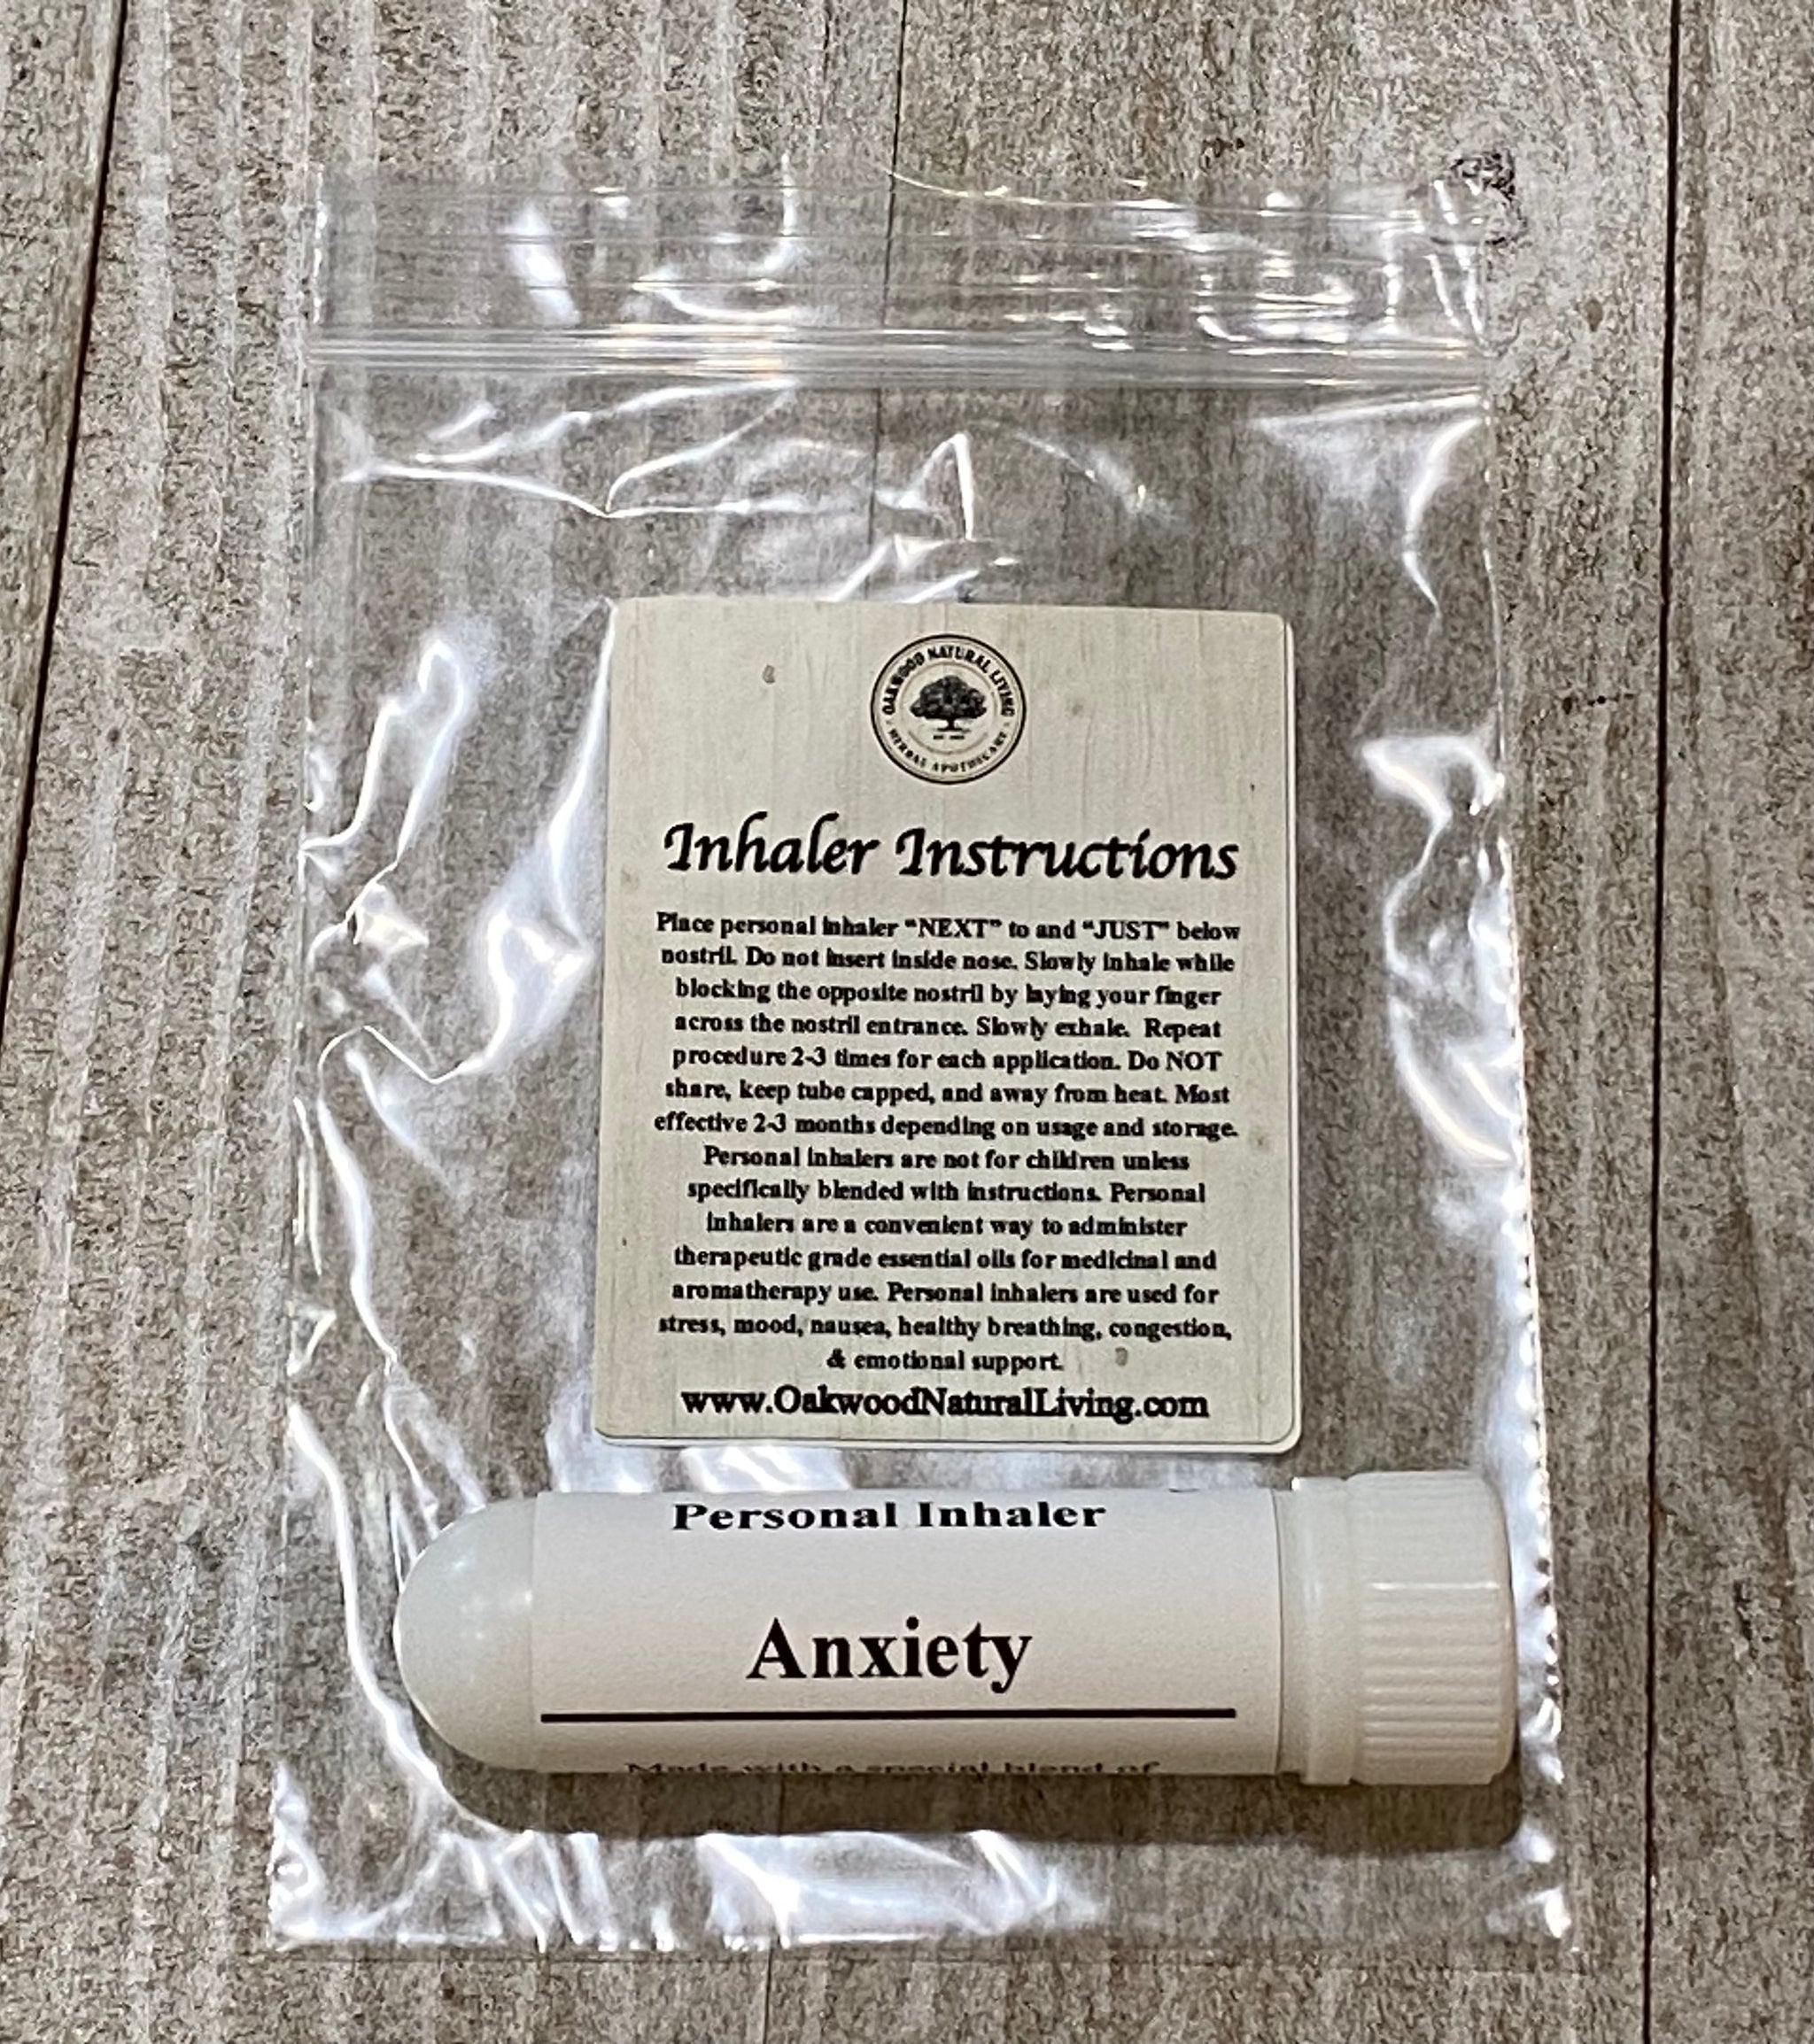 OAKWOOD NATURAL LIVING
HERBAL APOTHECARY
Inhaler Instructions
Place personal inhaler “NEXT” to and “JUST” below
nostril. Do not insert inside nose. Slowly inhale while
blocking the opposite nostril by laying your finger
across the nostril entrance. Slowly exhale. Repeat
procedure 2-3 times for each application. Do NOT
share, keep tube capped, and away from heat. Most
effective 2-3 months depending on usage and storage.
Personal inhalers are not for children unless
specifically blended with instructions. Personal
inhalers are a convenient way to administer
therapeutic grade essential oils for medicinal and
aromatherapy use. Personal inhalers are used for
stress, mood, nausea, healthy breathing, congestion,
& emotional support.
www.OakwoodNaturalLiving.com
Personal Inhaler
Anxiety
Made with a special blend of